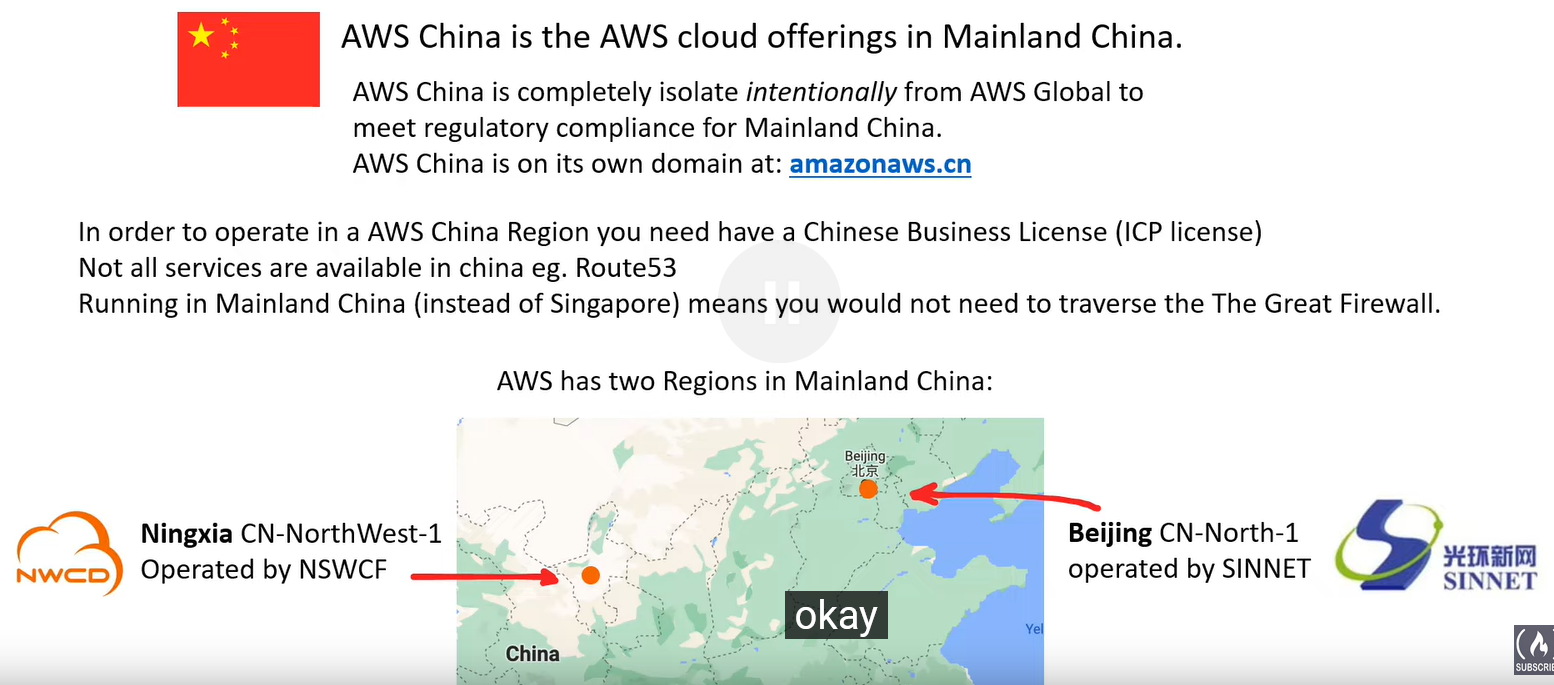 AWS China is the AWS cloud offerings in Mainland China.
AWS China is completely isolate intentionally from AWS Global to
meet regulatory compliance for Mainland China.
AWS China is on its own domain at: amazonaws.cn
In order to operate in a AWS China Region you need have a Chinese Business License (ICP license)
Not all services are available in china eg. Route53
Running in Mainland China (instead of Singapore) means you would not need to traverse the The Great Firewall.
AWS has two Regions in Mainland China:
NWCD
Ningxia CN-NorthWest-1
Operated by NSWCF
Beijing
北京
China
Yel
okay
Beijing CN-North-1
operated by SINNET
光环新网
SINNET
SUBSCRIBE